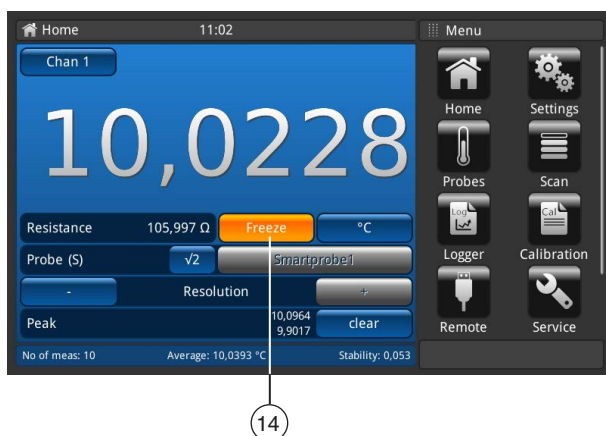 Home 11:02
Chan 1
10,0228
Resistance 105,997 Ω Freeze °C
Probe (S) √2 Smartprobe1
- Resolution +
Peak 10,0964 9,9017 clear
No of meas: 10 Average: 10,0393 °C Stability: 0,053
Menu
Home Settings
Probes Scan
Log Cal
Logger Calibration
Remote Service
14